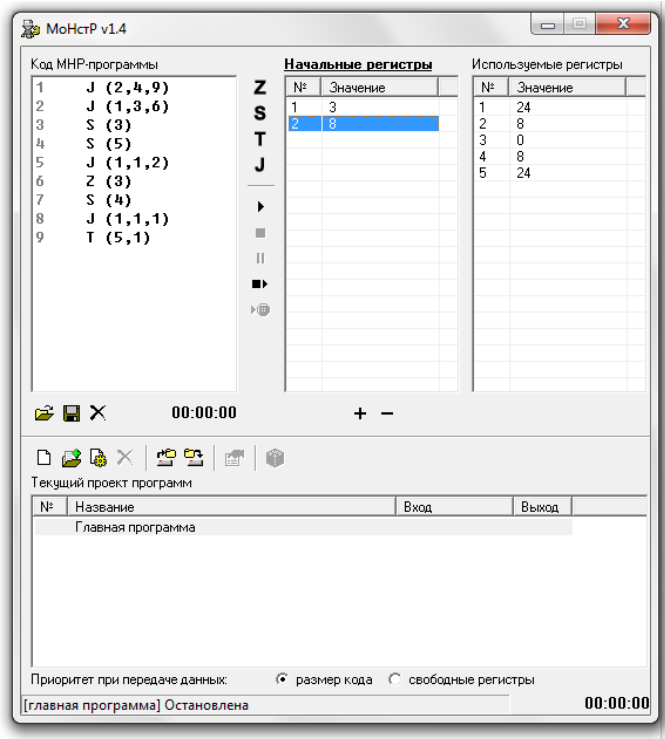 МоНстР v1.4
Код МНР-программы
1 J (2,4,9)
2 J (1,3,6)
3 S (3)
4 S (5)
5 J (1,1,2)
6 Z (3)
7 S (4)
8 J (1,1,1)
9 T (5,1)
00:00:00
Z
S
T
J
Начальные регистры
№ Значение
1 3
2 8
Используемые регистры
№ Значение
1 24
2 8
3 0
4 8
5 24
Текущий проект программ
№ Название Вход Выход
Главная программа
Приоритет при передаче данных: размер кода свободные регистры
[главная программа] Остановлена 00:00:00